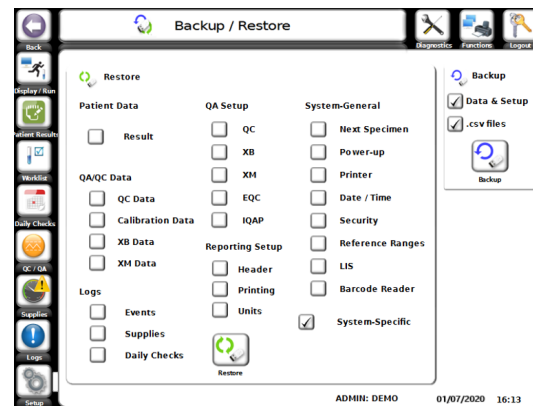 Backup / Restore
Back
Diagnostics
Functions
Logout
Display / Run
Patient Results
Worklist
Daily Checks
QC / QA
Supplies
Logs
Setup
Restore
Patient Data
Result
QA/QC Data
QC Data
Calibration Data
XB Data
XM Data
Logs
Events
Supplies
Daily Checks
QA Setup
QC
XB
XM
EQC
IQAP
Reporting Setup
Header
Printing
Units
Restore
System-General
Next Specimen
Power-up
Printer
Date / Time
Security
Reference Ranges
LIS
Barcode Reader
System-Specific
Backup
Data & Setup
.csv files
Backup
ADMIN: DEMO 01/07/2020 16:13